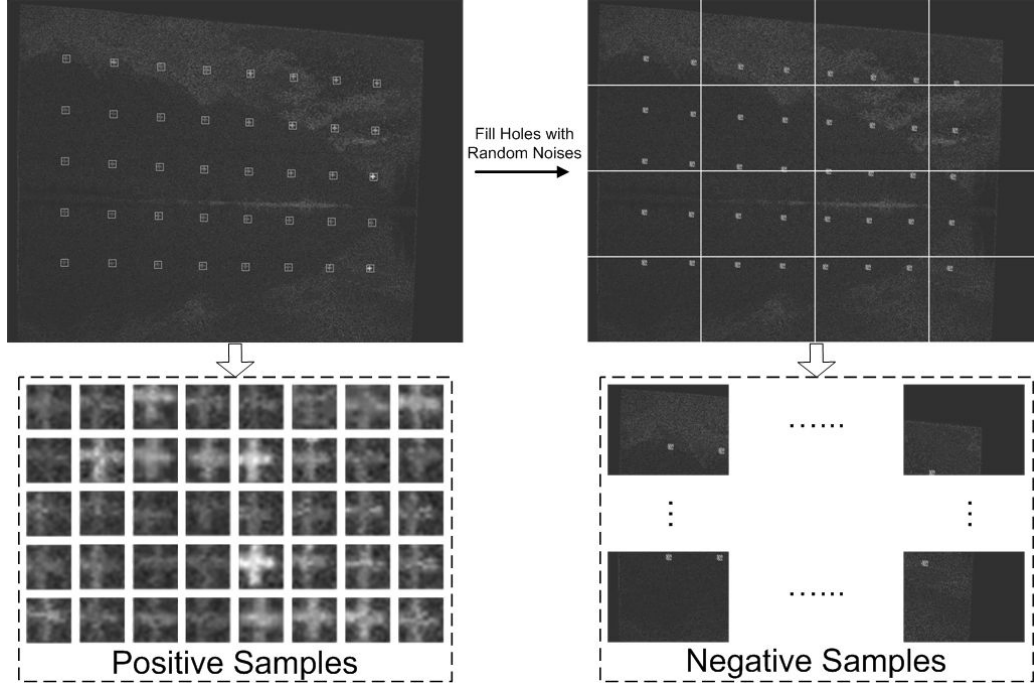 Fill Holes with
Random Noises
Positive Samples
Negative Samples